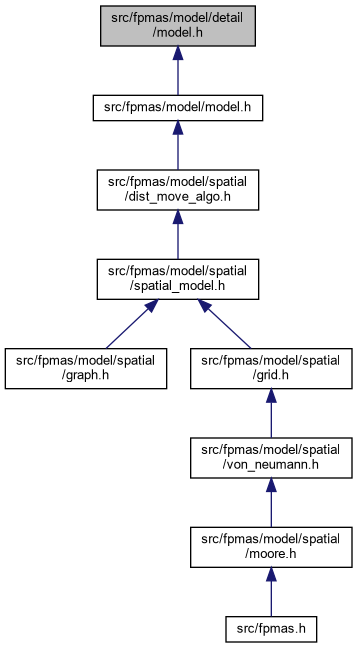 src/fpmas/model/detail
/model.h
src/fpmas/model/model.h
src/fpmas/model/spatial
/dist_move_algo.h
src/fpmas/model/spatial
/spatial_model.h
src/fpmas/model/spatial
/graph.h
src/fpmas/model/spatial
/grid.h
src/fpmas/model/spatial
/von_neumann.h
src/fpmas/model/spatial
/moore.h
src/fpmas.h